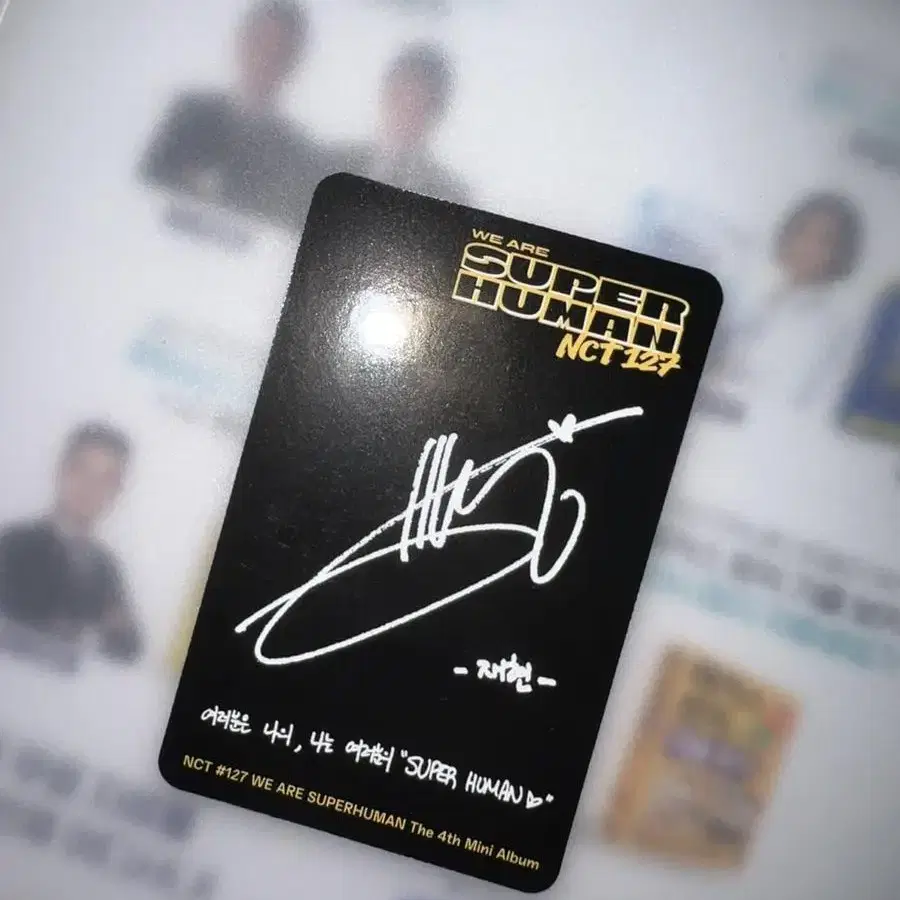 WE ARE
SUPER
HUMAN
NCT 127
- 재현 -
여러분은 나의, 나는 여러분의 "SUPER HUMAN♡"
NCT #127 WE ARE SUPERHUMAN The 4th Mini Album